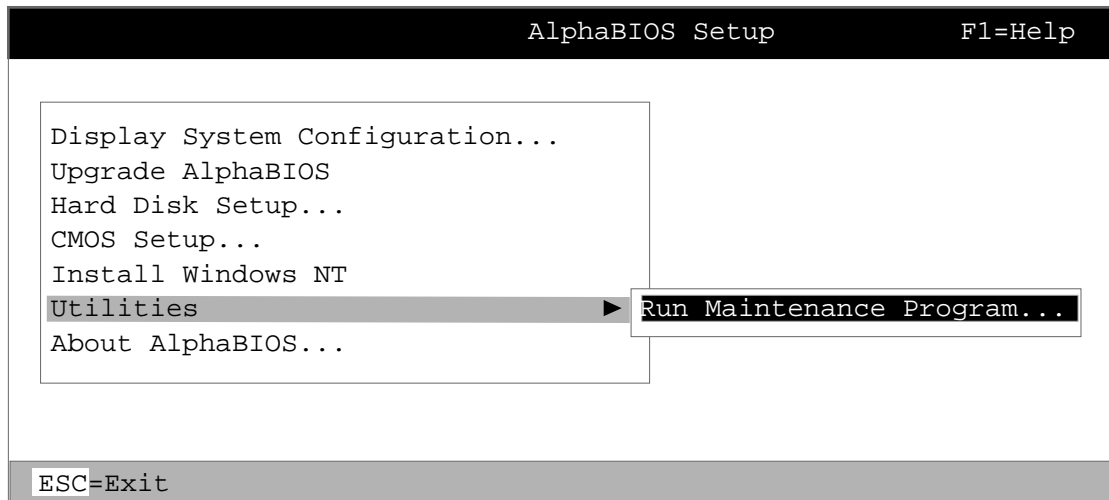 AlphaBIOS Setup F1=Help
Display System Configuration...
Upgrade AlphaBIOS
Hard Disk Setup...
CMOS Setup...
Install Windows NT
Utilities ► Run Maintenance Program...
About AlphaBIOS...
ESC=Exit